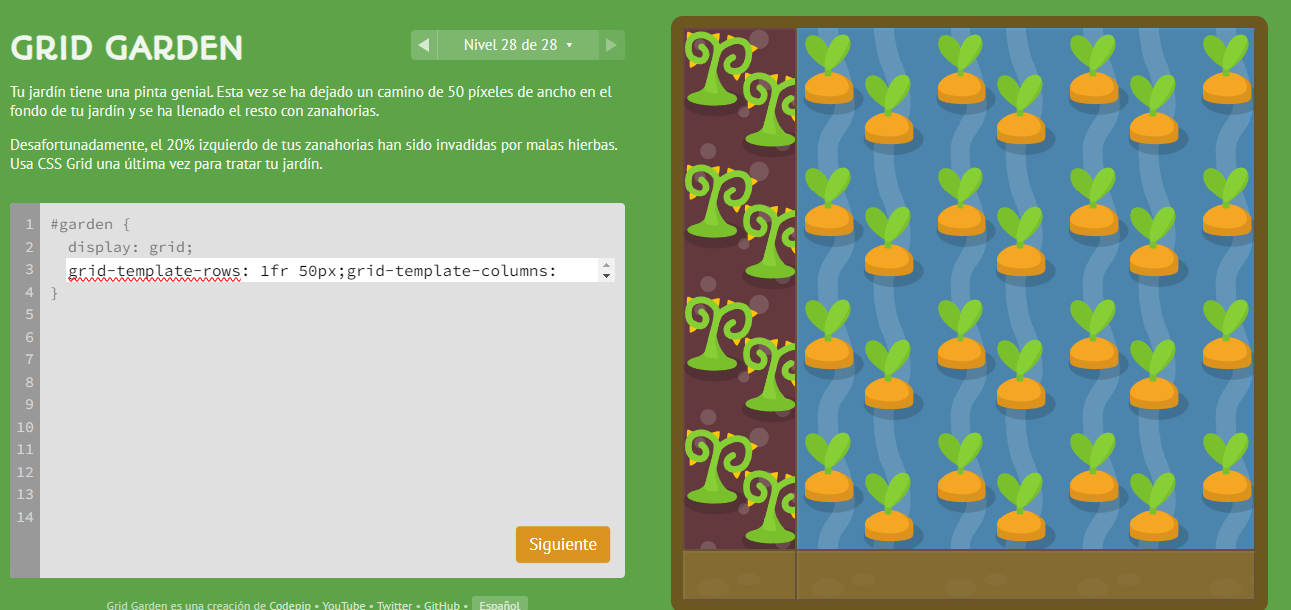 GRID GARDEN
Nivel 28 de 28
Tu jardín tiene una pinta genial. Esta vez se ha dejado un camino de 50 píxeles de ancho en el
fondo de tu jardín y se ha llenado el resto con zanahorias.
Desafortunadamente, el 20% izquierdo de tus zanahorias han sido invadidas por malas hierbas.
Usa CSS Grid una última vez para tratar tu jardín.
1 #garden {
2 display: grid;
3 grid-template-rows: 1fr 50px;grid-template-columns:
4 }
5
6
7
8
9
10
11
12
13
14
Siguiente
Grid Garden es una creación de Codepip • YouTube • Twitter • GitHub • Español